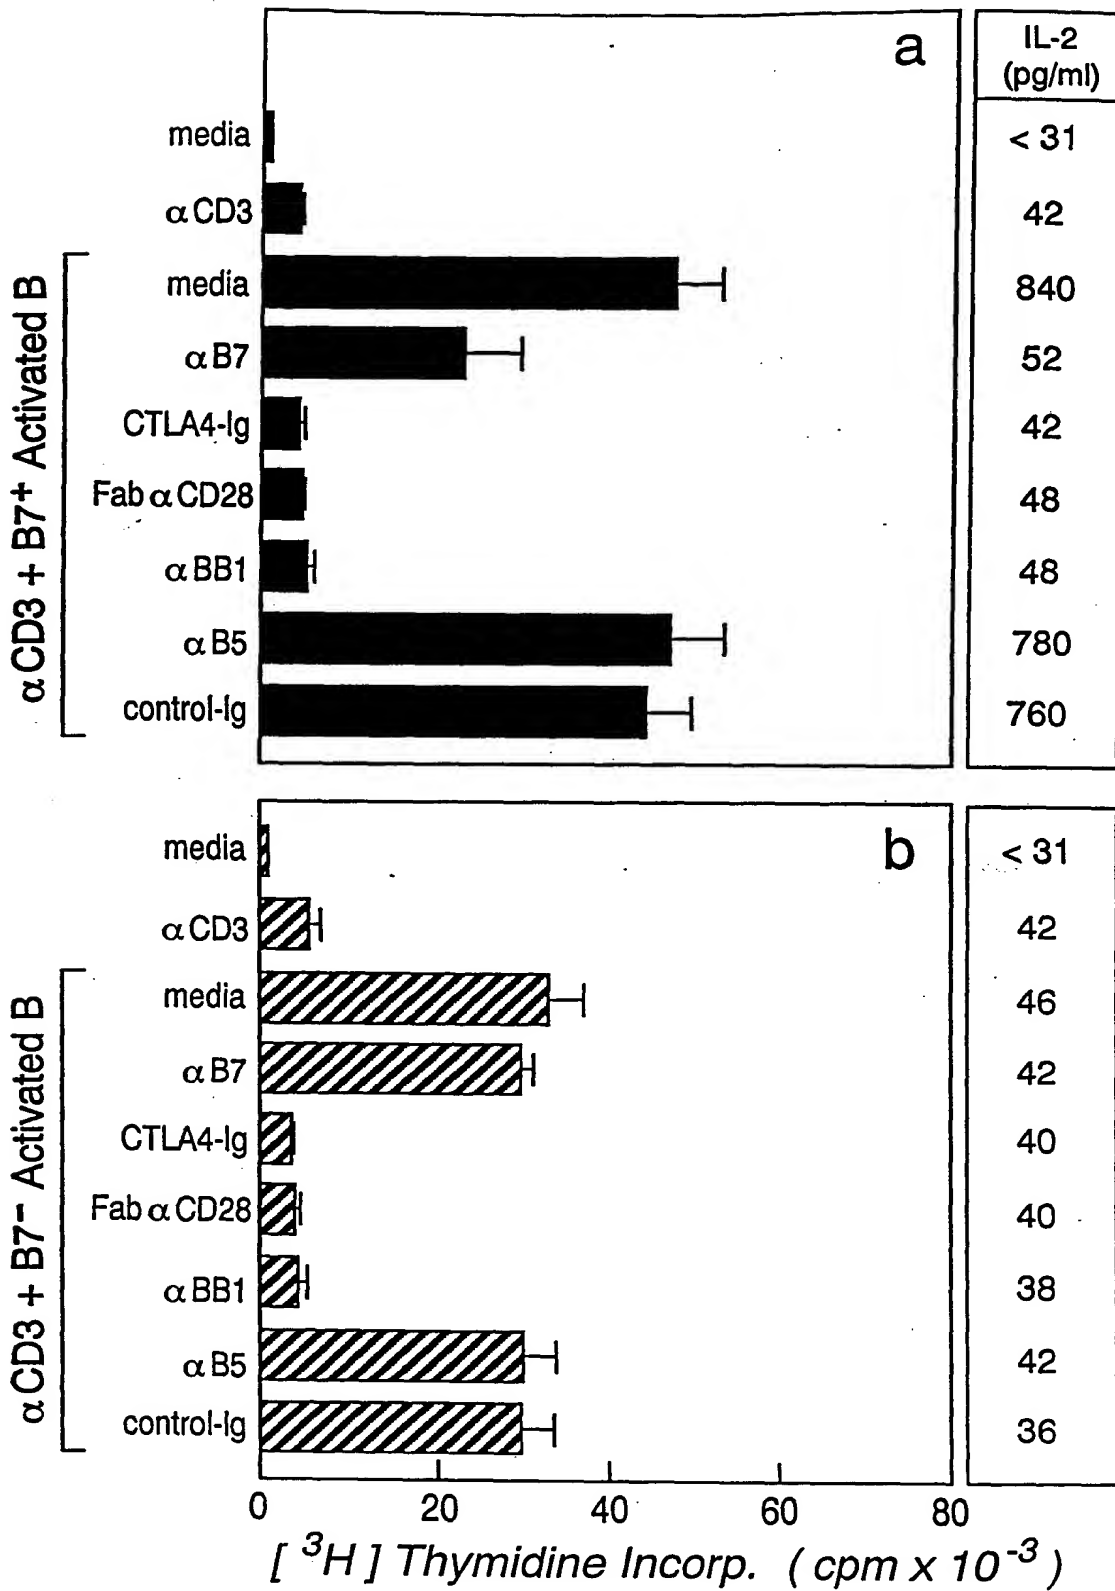 a
IL-2
(pg/ml)
media < 31
α CD3 42
αCD3 + B7+ Activated B
media 840
α B7 52
CTLA4-Ig 42
Fab α CD28 48
α BB1 48
α B5 780
control-Ig 760
b
media < 31
α CD3 42
αCD3 + B7− Activated B
media 46
α B7 42
CTLA4-Ig 40
Fab α CD28 40
α BB1 38
α B5 42
control-Ig 36
0 20 40 60 80
[ ³H ] Thymidine Incorp. ( cpm x 10⁻³ )